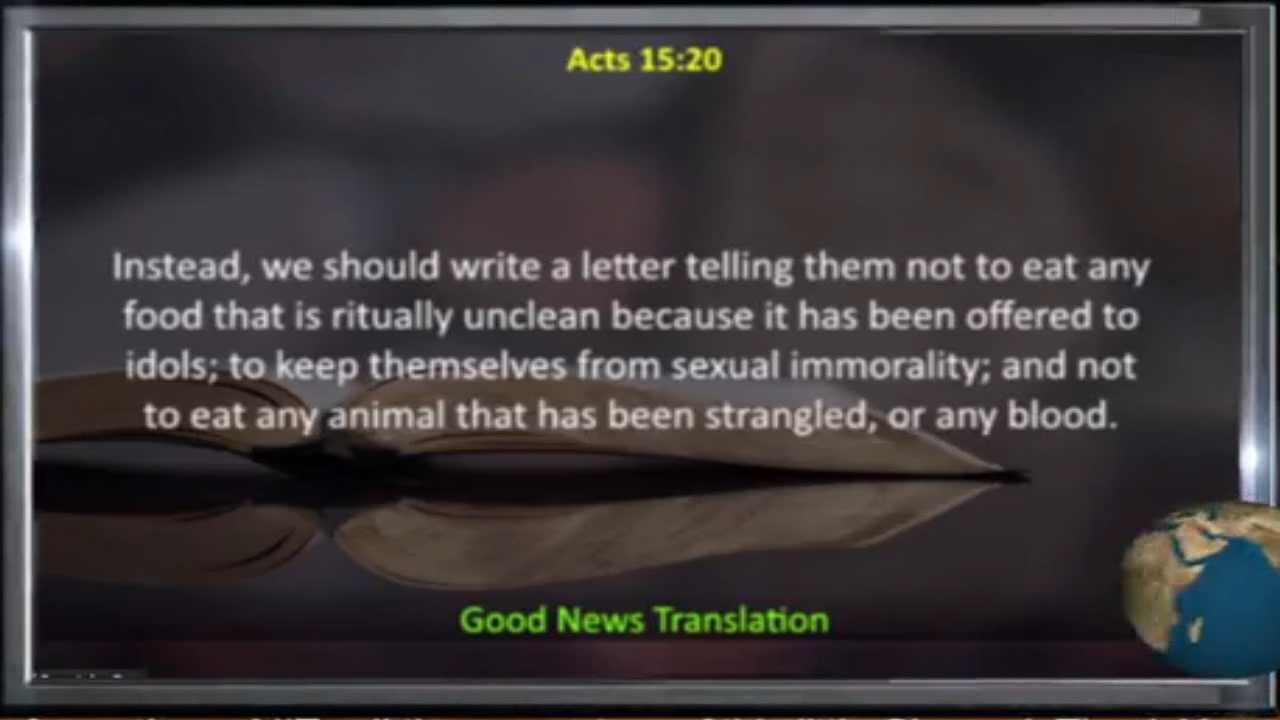 Acts 15:20
Instead, we should write a letter telling them not to eat any
food that is ritually unclean because it has been offered to
idols; to keep themselves from sexual immorality; and not
to eat any animal that has been strangled, or any blood.
Good News Translation